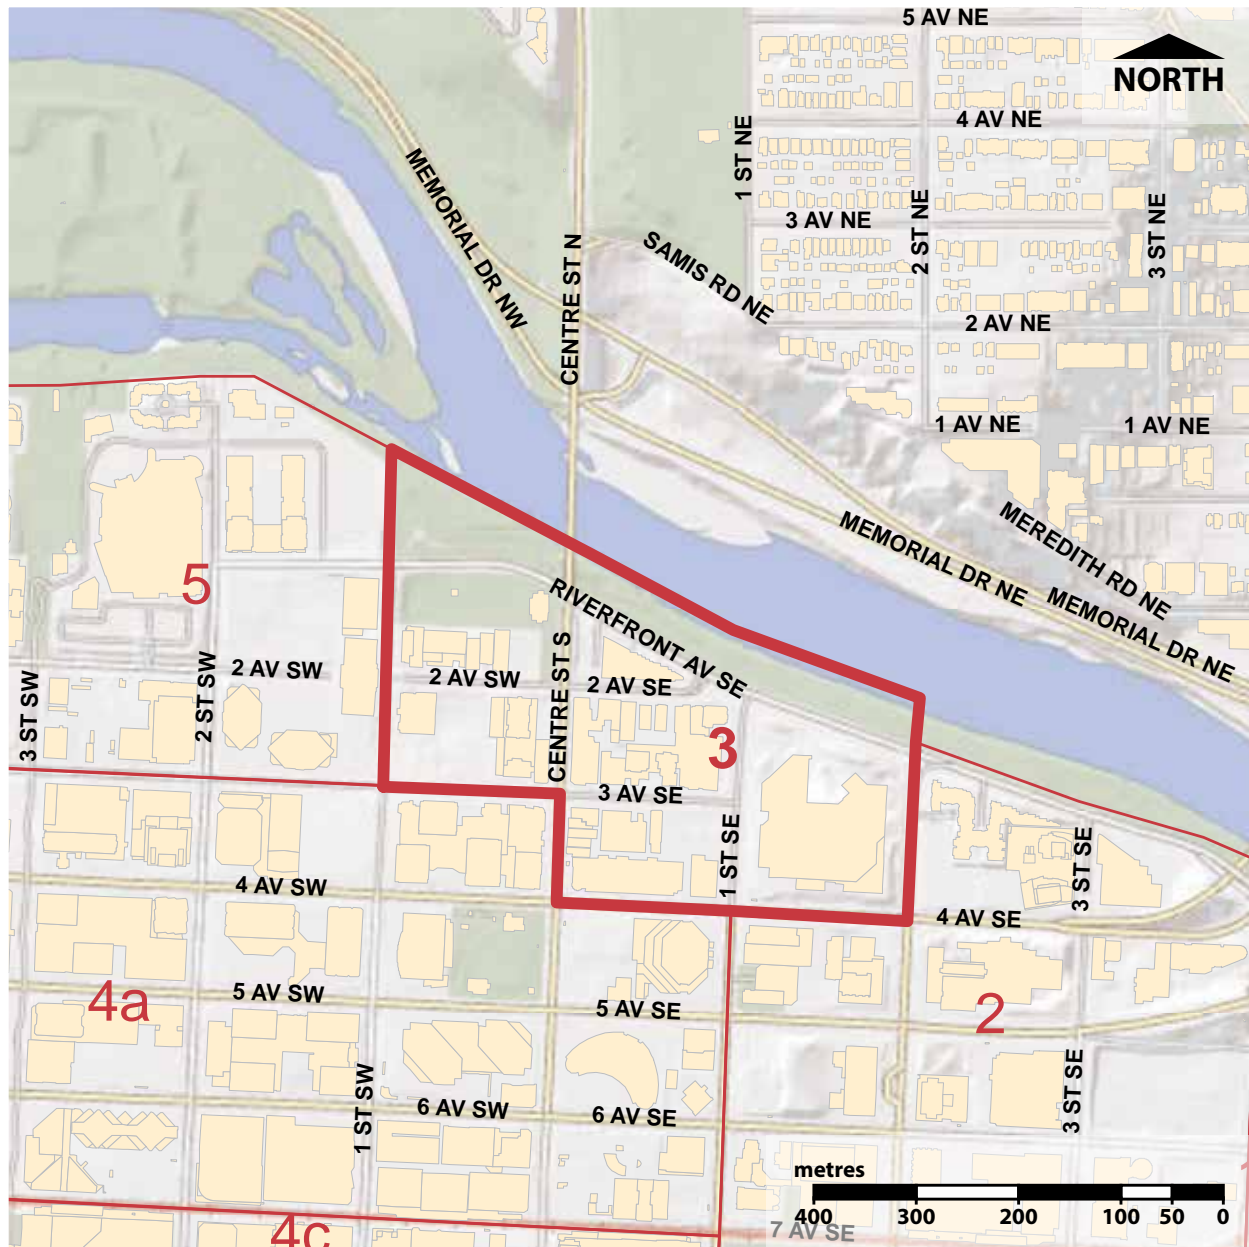 5 AV NE
NORTH
4 AV NE
1 ST NE
MEMORIAL DR NW
3 AV NE
2 ST NE
3 ST NE
SAMIS RD NE
CENTRE ST N
2 AV NE
1 AV NE
1 AV NE
MEMORIAL DR NE
MEREDITH RD NE
MEMORIAL DR NE
5
RIVERFRONT AV SE
2 AV SW
2 AV SW
2 AV SE
3 ST SW
2 ST SW
CENTRE ST S
3
3 AV SE
1 ST SE
3 ST SE
4 AV SW
4 AV SE
4a
5 AV SW
5 AV SE
2
1 ST SW
6 AV SW
6 AV SE
3 ST SE
metres
400 300 200 100 50 0
7 AV SE
4c